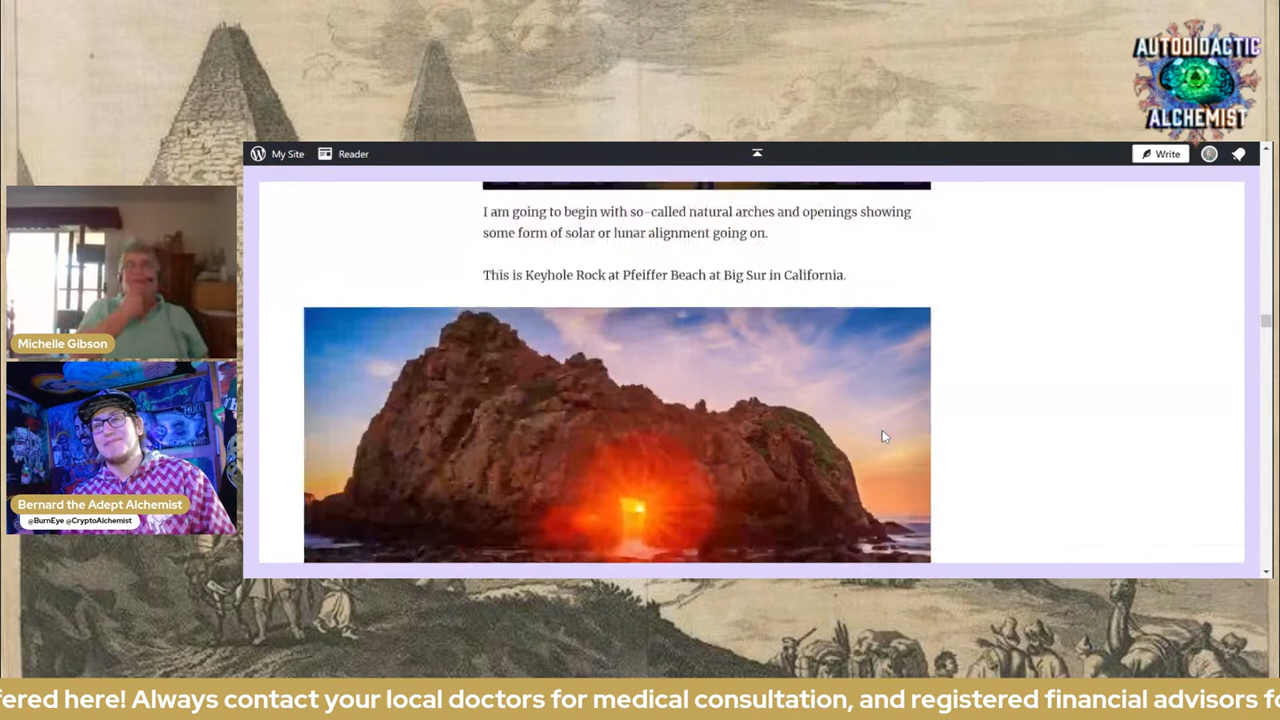 AUTODIDACTIC
ALCHEMIST
My Site
Reader
Write
I am going to begin with so-called natural arches and openings showing
some form of solar or lunar alignment going on.
This is Keyhole Rock at Pfeiffer Beach at Big Sur in California.
Michelle Gibson
Bernard the Adept Alchemist
@BurnEye @CryptoAlchemist
fered here! Always contact your local doctors for medical consultation, and registered financial advisors fo